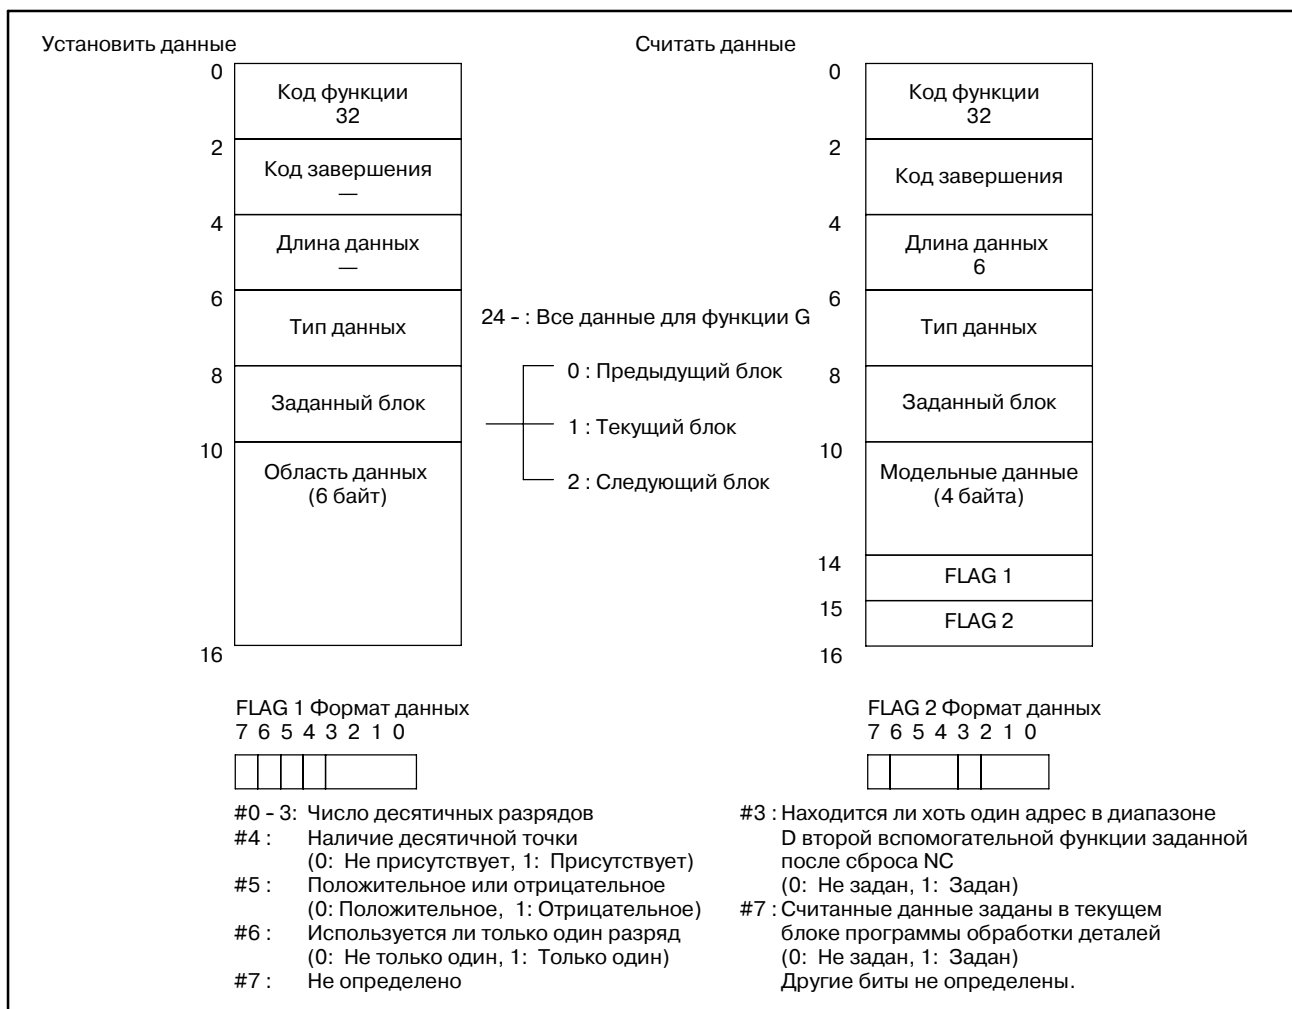 Установить данные
0
Код функции
32
2
Код завершения
—
4
Длина данных
—
6
Тип данных
8
Заданный блок
10
Область данных
(6 байт)
16
24 - : Все данные для функции G
0 : Предыдущий блок
1 : Текущий блок
2 : Следующий блок
Считать данные
0
Код функции
32
2
Код завершения
4
Длина данных
6
6
Тип данных
8
Заданный блок
10
Модельные данные
(4 байта)
14
FLAG 1
15
FLAG 2
16
FLAG 1 Формат данных
7 6 5 4 3 2 1 0
#0 - 3: Число десятичных разрядов
#4 : Наличие десятичной точки
(0: Не присутствует, 1: Присутствует)
#5 : Положительное или отрицательное
(0: Положительное, 1: Отрицательное)
#6 : Используется ли только один разряд
(0: Не только один, 1: Только один)
#7 : Не определено
FLAG 2 Формат данных
7 6 5 4 3 2 1 0
#3 : Находится ли хоть один адрес в диапазоне
D второй вспомогательной функции заданной
после сброса NC
(0: Не задан, 1: Задан)
#7 : Считанные данные заданы в текущем
блоке программы обработки деталей
(0: Не задан, 1: Задан)
Другие биты не определены.